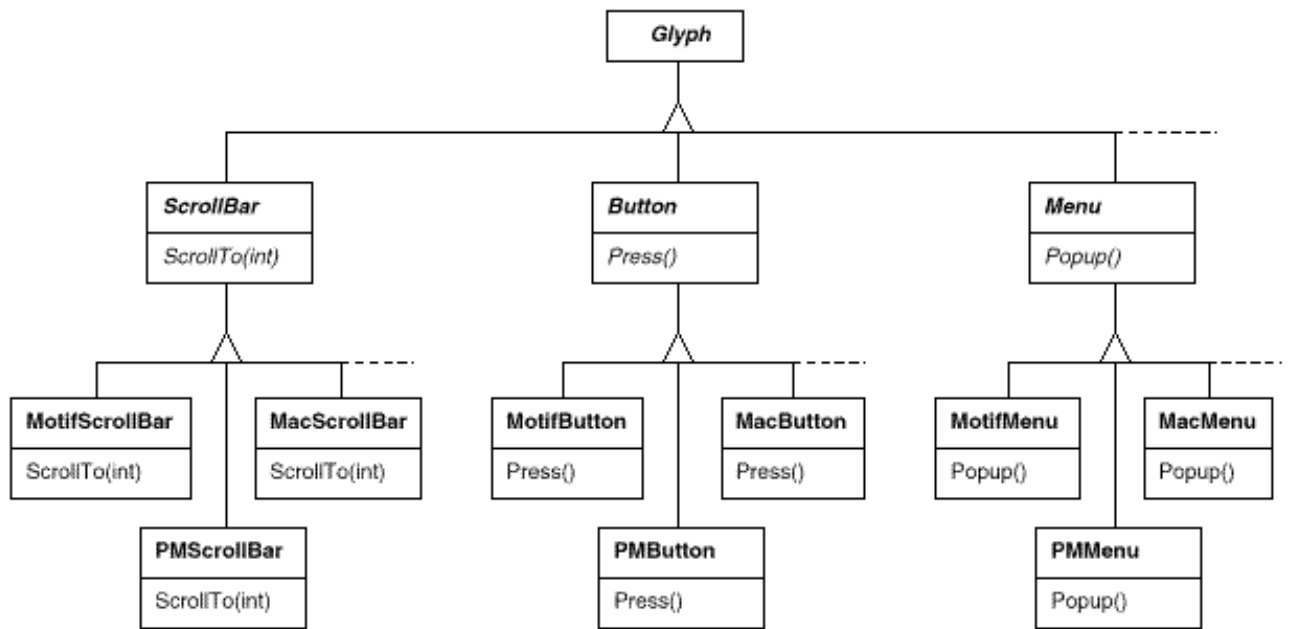 Glyph
ScrollBar
ScrollTo(int)
Button
Press()
Menu
Popup()
MotifScrollBar
ScrollTo(int)
MacScrollBar
ScrollTo(int)
PMScrollBar
ScrollTo(int)
MotifButton
Press()
MacButton
Press()
PMButton
Press()
MotifMenu
Popup()
MacMenu
Popup()
PMMenu
Popup()